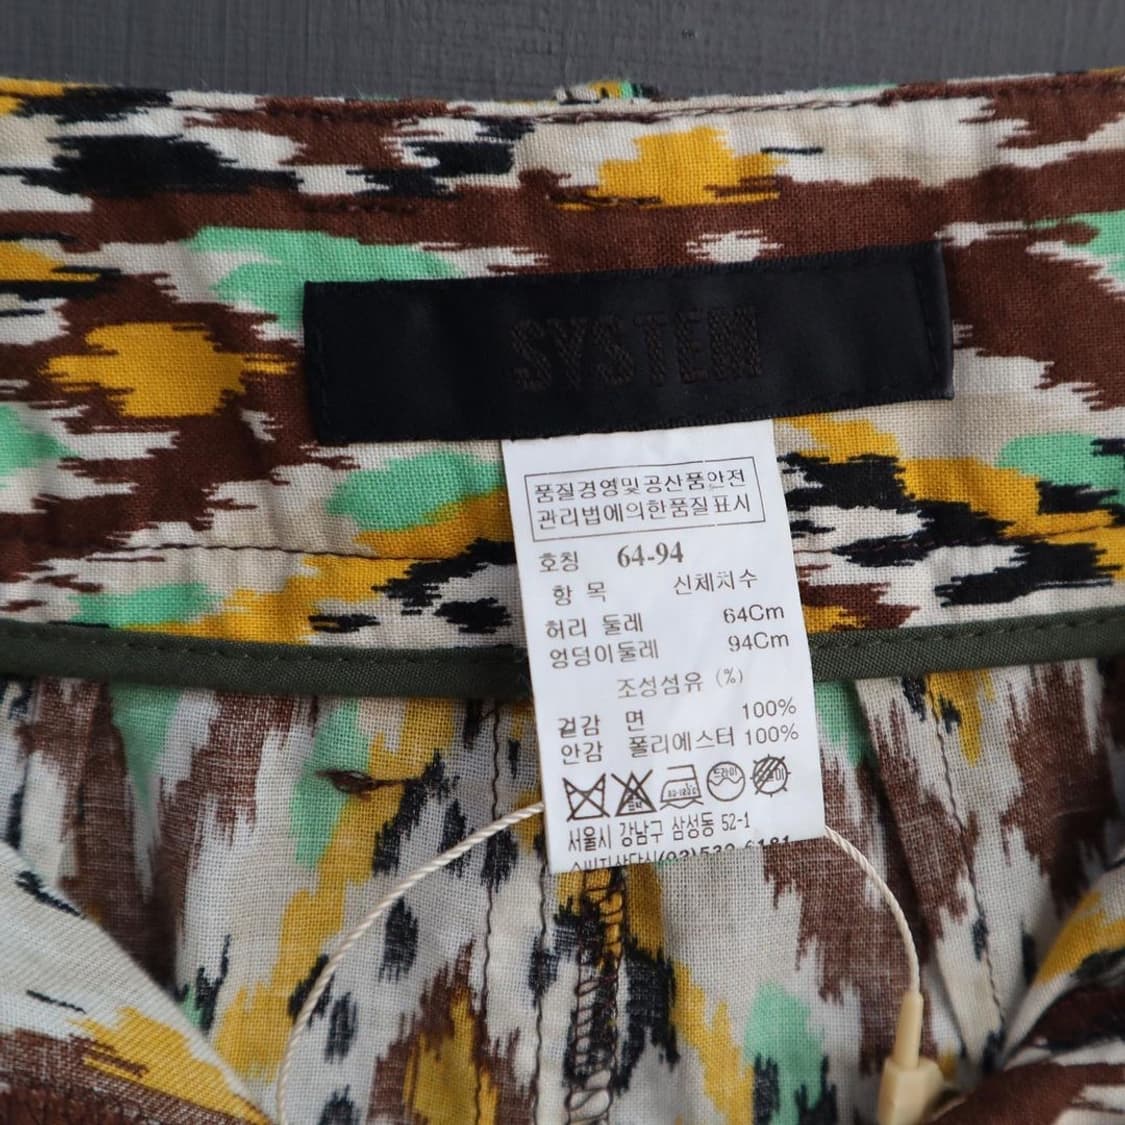 SYSTEM
품질경영및공산품안전
관리법에의한품질표시
호칭 64-94
항목 신체치수
허리 둘레 64Cm
엉덩이둘레 94Cm
조성섬유 (%)
겉감 면 100%
안감 폴리에스터 100%
드라이
서울시 강남구 삼성동 52-1